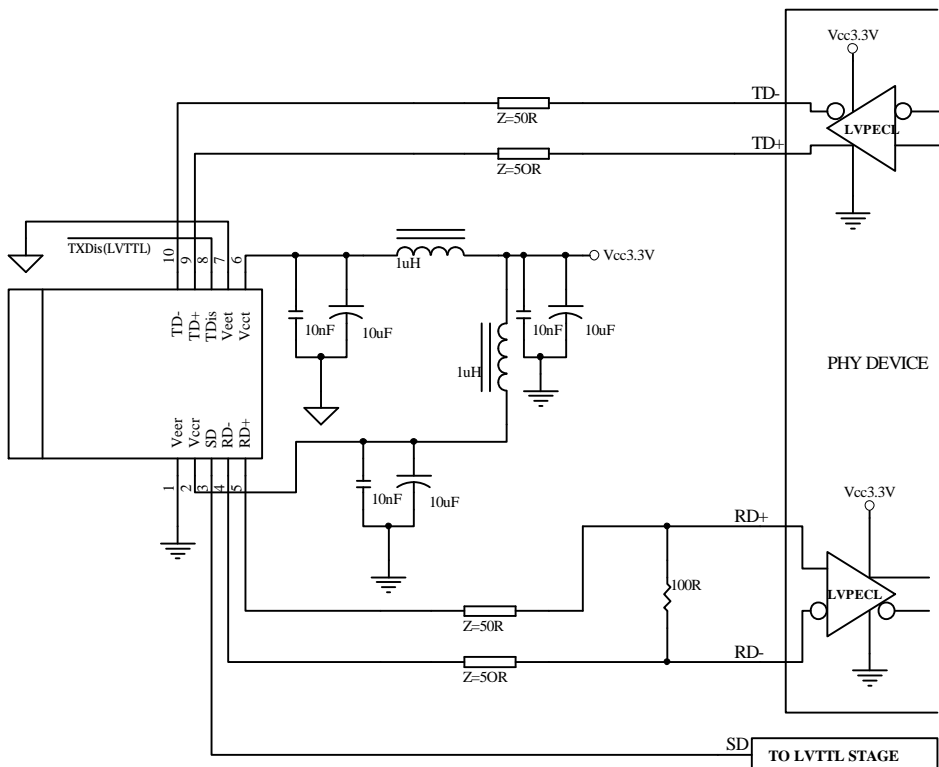 Vcc3.3V
TD-
Z=50R
LVPECL
TD+
Z=5OR
TXDis(LVTTL)
10
9
8
7
6
1uH
Vcc3.3V
TD-
TD+
TDis
Veet
Vcct
10nF
10uF
10nF
10uF
1uH
PHY DEVICE
Veer
Vccr
SD
RD-
RD+
1
2
3
4
5
10nF
10uF
Vcc3.3V
RD+
100R
LVPECL
Z=50R
RD-
Z=5OR
SD
TO LVTTL STAGE